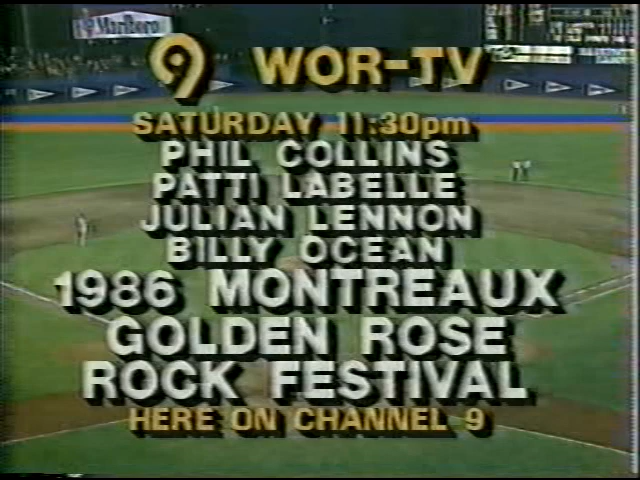 Marlboro
9 WOR-TV
SATURDAY 11:30pm
PHIL COLLINS
PATTI LABELLE
JULIAN LENNON
BILLY OCEAN
1986 MONTREAUX
GOLDEN ROSE
ROCK FESTIVAL
HERE ON CHANNEL 9